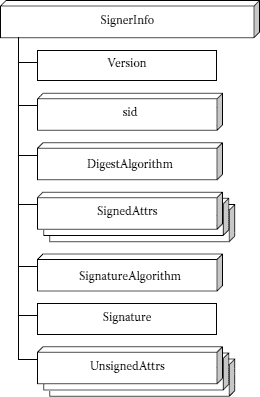 SignerInfo
Version
sid
DigestAlgorithm
SignedAttrs
SignatureAlgorithm
Signature
UnsignedAttrs